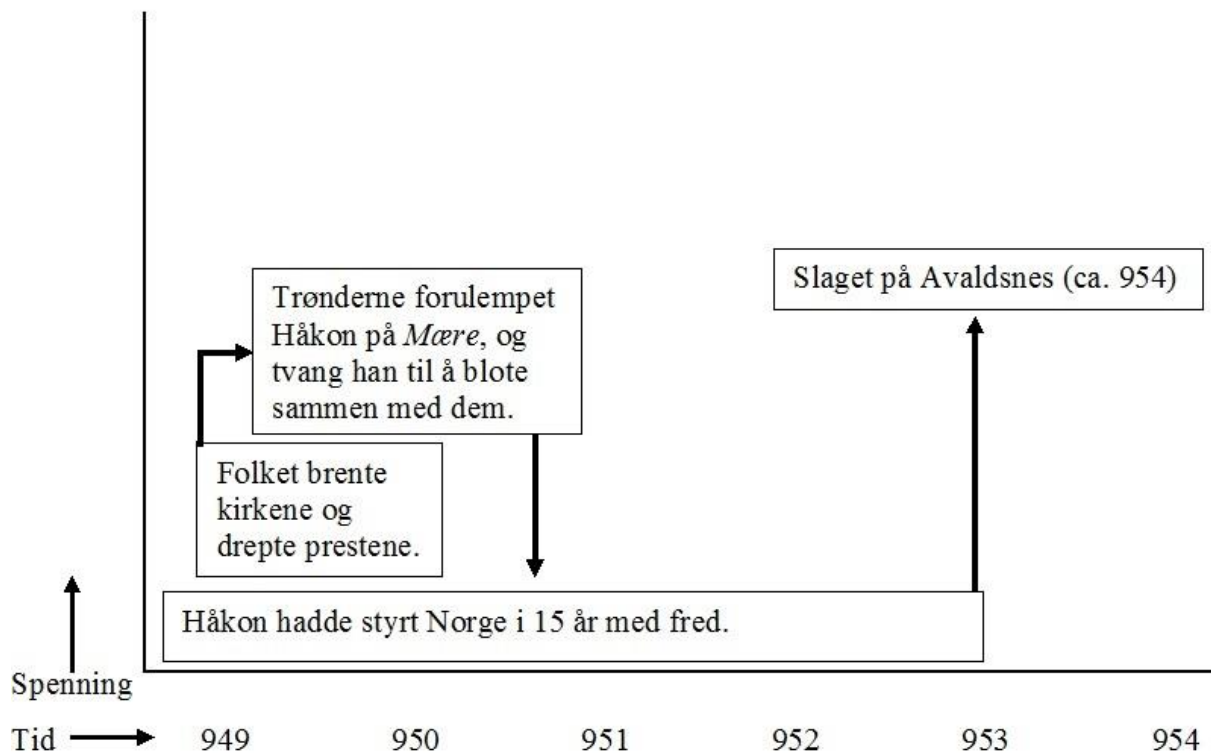 Slaget på Avaldsnes (ca. 954)
Trønderne forulempet
Håkon på Mære, og
tvang han til å blote
sammen med dem.
Folket brente
kirkene og
drepte prestene.
Håkon hadde styrt Norge i 15 år med fred.
Spenning
Tid 949 950 951 952 953 954